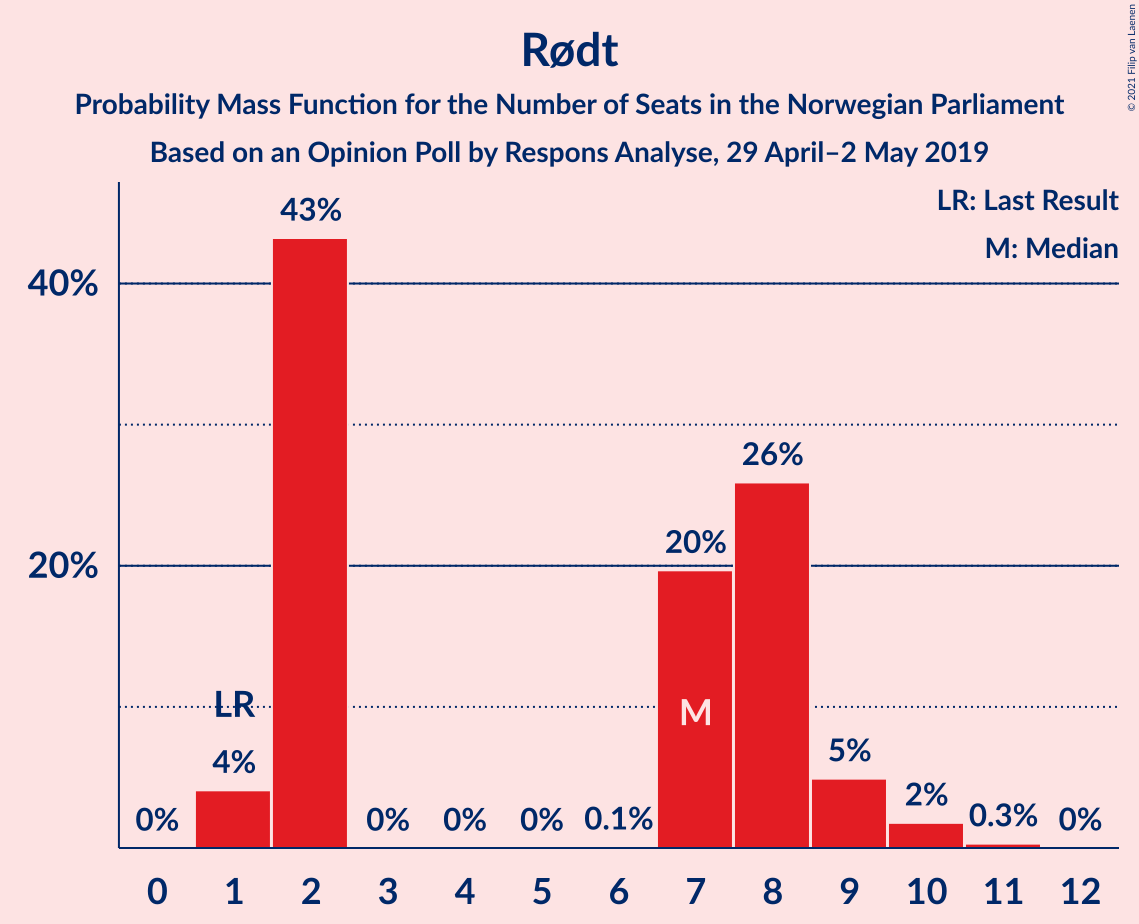 Rødt
Probability Mass Function for the Number of Seats in the Norwegian Parliament
Based on an Opinion Poll by Respons Analyse, 29 April–2 May 2019
© 2021 Filip van Laenen
LR: Last Result
M: Median
40%
20%
0%
LR
4%
43%
0%
0%
0%
0.1%
20%
M
26%
5%
2%
0.3%
0%
0 1 2 3 4 5 6 7 8 9 10 11 12